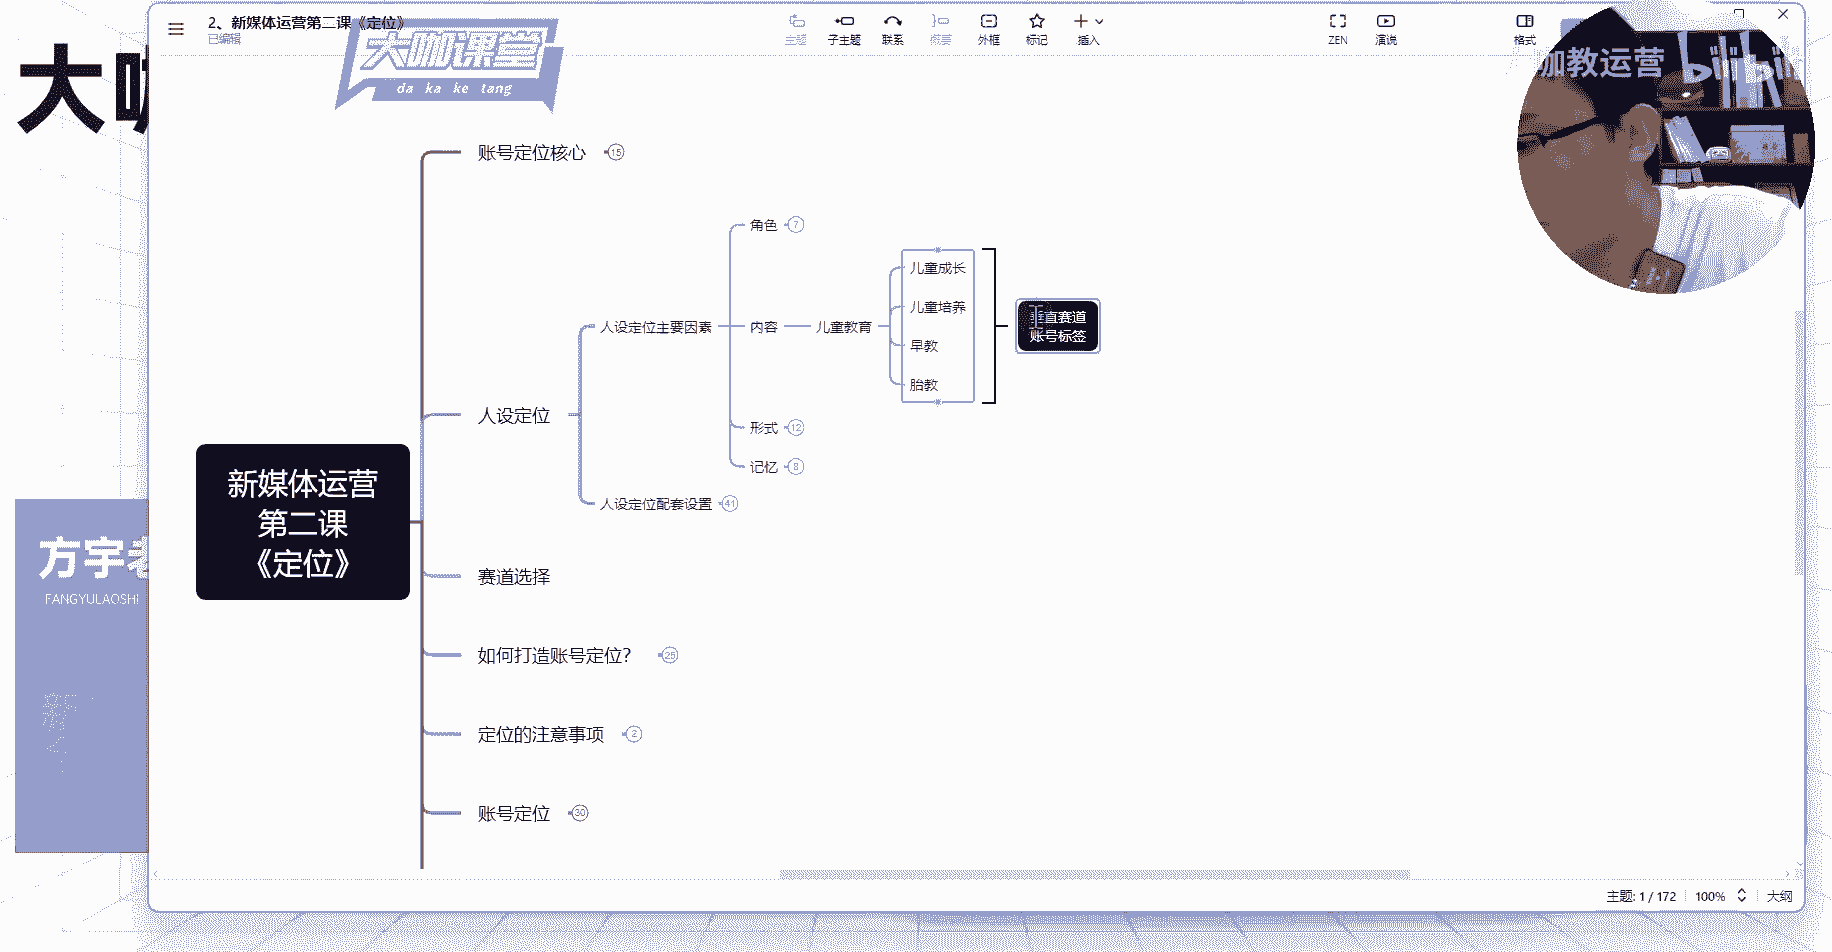 2、新媒体运营第二课《定位》
已编辑
主题
子主题
联系
概要
外框
标记
插入
ZEN
演说
格式
大咖课堂
da ka ke tang
咖教运营
bilibili
大
方宇老
FANGYULAOSHI
新媒体运营
第二课
《定位》
账号定位核心
15
人设定位
人设定位主要因素
角色
7
内容
儿童教育
儿童成长
儿童培养
早教
胎教
垂直赛道
账号标签
形式
12
记忆
8
人设定位配套设置
41
赛道选择
如何打造账号定位？
25
定位的注意事项
2
账号定位
30
主题: 1 / 172
100%
大纲